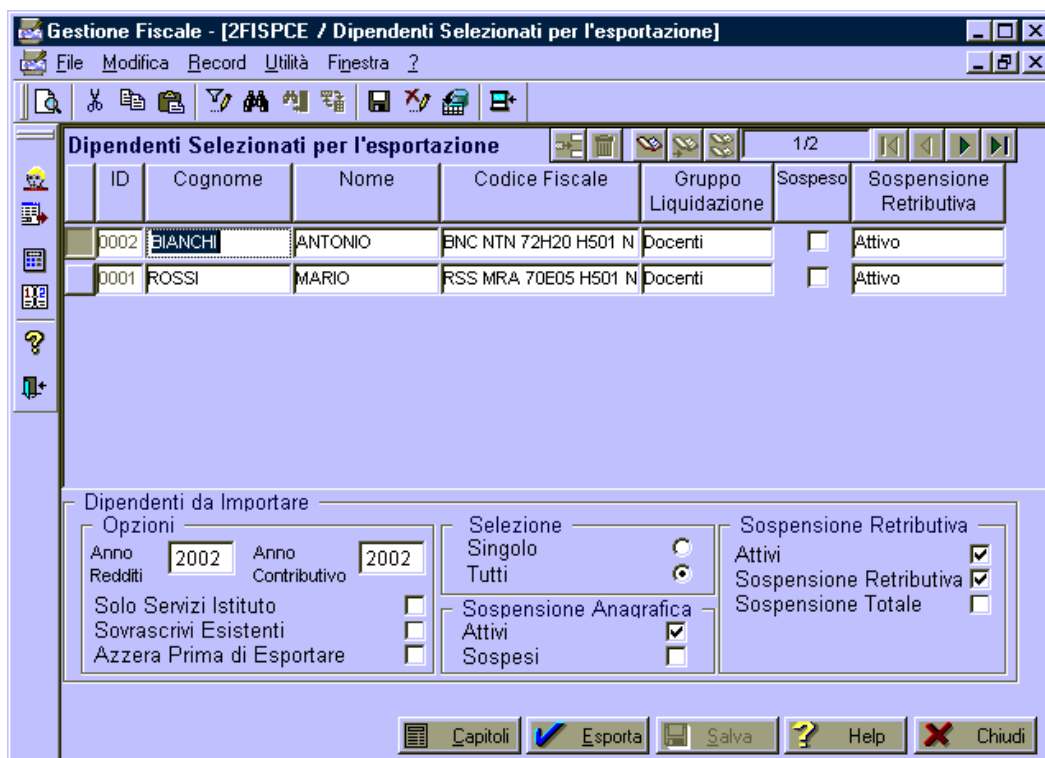 Gestione Fiscale - [2FISPCE / Dipendenti Selezionati per l'esportazione]
File Modifica Record Utilità Finestra ?
Dipendenti Selezionati per l'esportazione 1/2
ID Cognome Nome Codice Fiscale Gruppo Liquidazione Sospeso Sospensione Retributiva
0002 BIANCHI ANTONIO BNC NTN 72H20 H501 N Docenti Attivo
0001 ROSSI MARIO RSS MRA 70E05 H501 N Docenti Attivo
Dipendenti da Importare
Opzioni
Anno Redditi 2002 Anno Contributivo 2002
Solo Servizi Istituto
Sovrascrivi Esistenti
Azzera Prima di Esportare
Selezione
Singolo
Tutti
Sospensione Anagrafica
Attivi
Sospesi
Sospensione Retributiva
Attivi
Sospensione Retributiva
Sospensione Totale
Capitoli Esporta Salva Help Chiudi